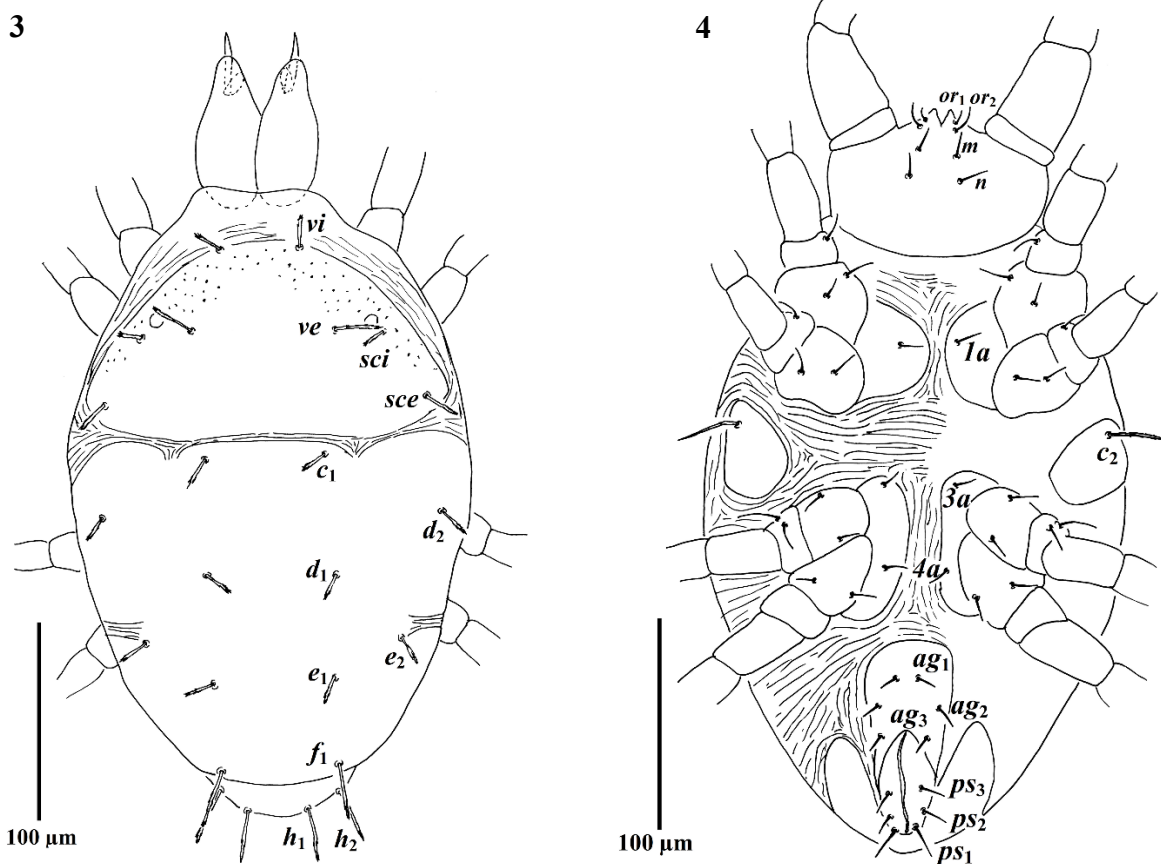 3
vi
ve
sci
sce
c₁
d₂
d₁
e₂
e₁
f₁
h₁ h₂
100 µm
4
or₁ or₂
m
n
1a
c₂
3a
4a
ag₁
ag₃ ag₂
ps₃
ps₂
ps₁
100 µm